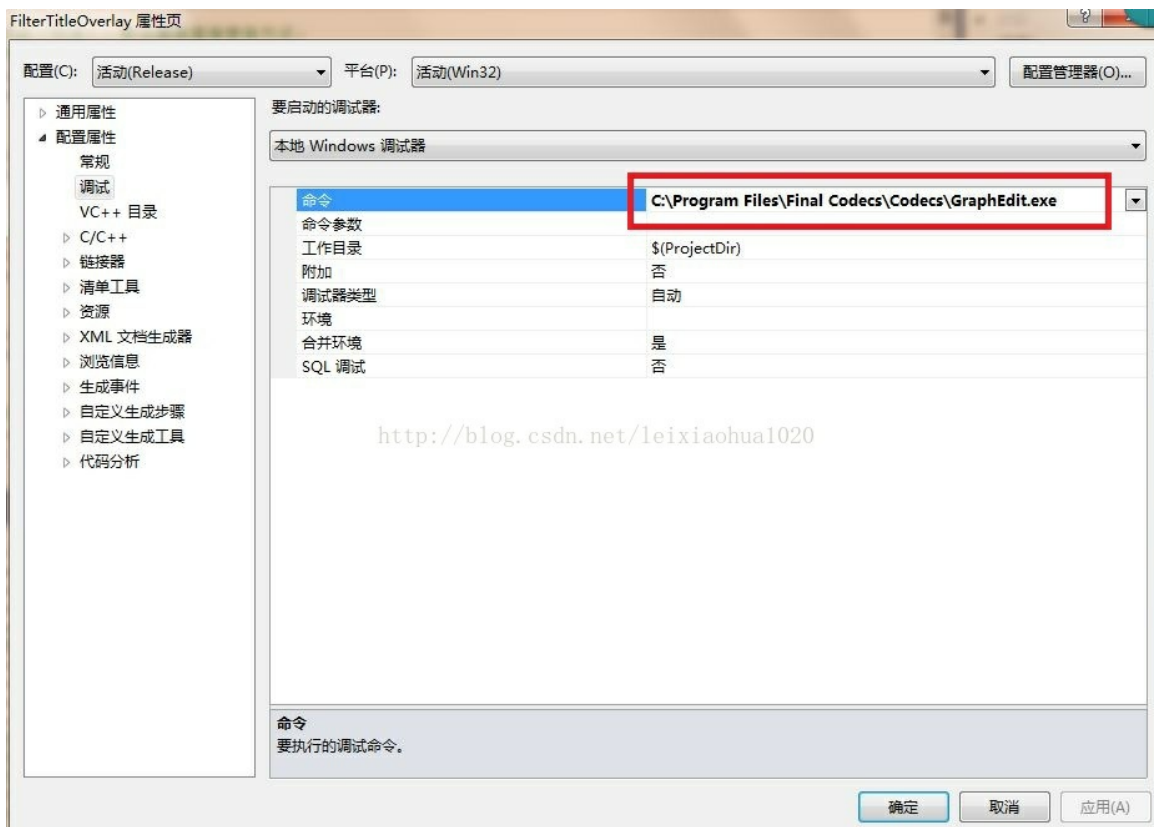 FilterTitleOverlay 属性页
配置(C): 活动(Release) 平台(P): 活动(Win32) 配置管理器(O)...
通用属性
配置属性
常规
调试
VC++ 目录
C/C++
链接器
清单工具
资源
XML 文档生成器
浏览信息
生成事件
自定义生成步骤
自定义生成工具
代码分析
要启动的调试器:
本地 Windows 调试器
命令 C:\Program Files\Final Codecs\Codecs\GraphEdit.exe
命令参数
工作目录 $(ProjectDir)
附加 否
调试器类型 自动
环境
合并环境 是
SQL 调试 否
http://blog.csdn.net/leixiaohua1020
命令
要执行的调试命令。
确定 取消 应用(A)